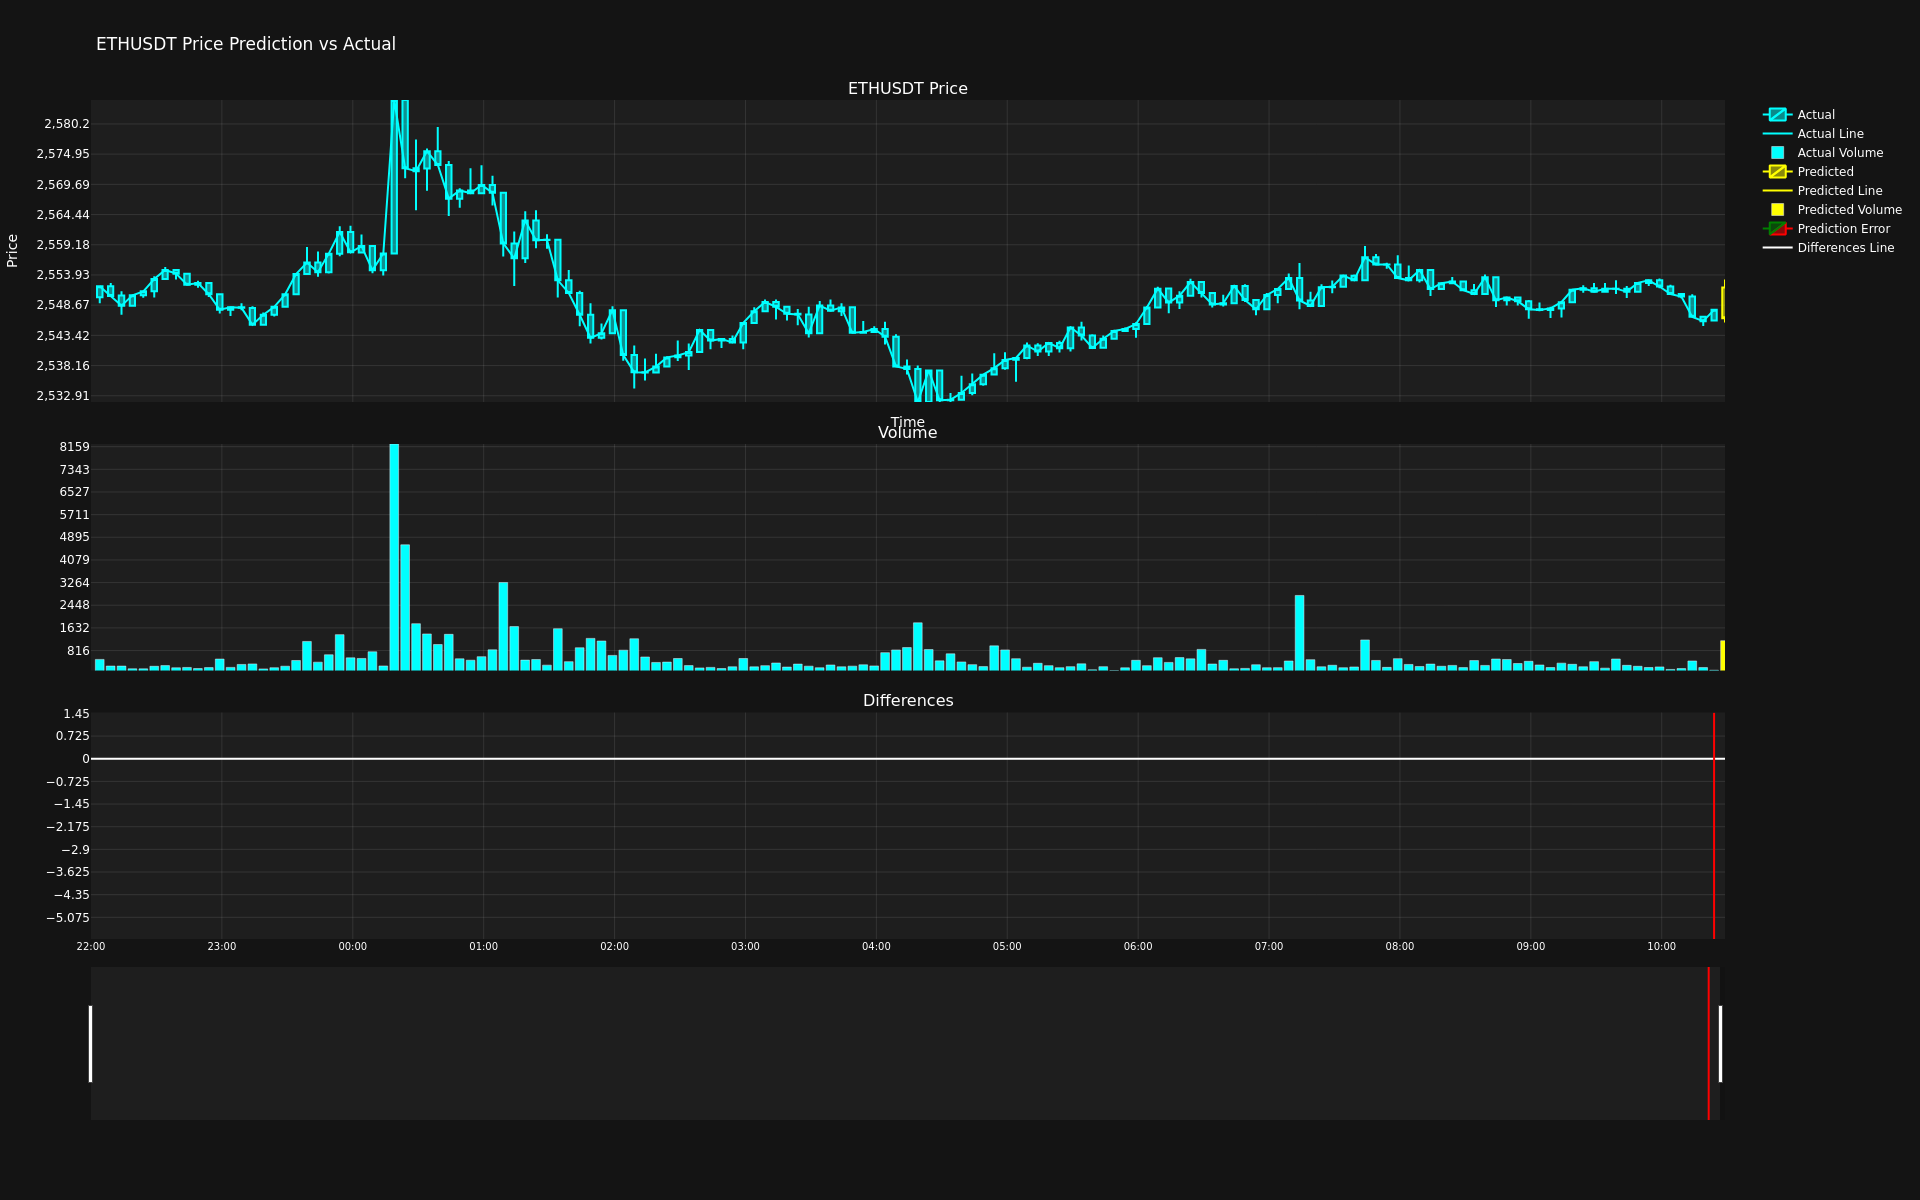 ETHUSDT Price Prediction vs Actual
ETHUSDT Price
2,580.2
2,574.95
2,569.69
2,564.44
2,559.18
2,553.93
2,548.67
2,543.42
2,538.16
2,532.91
Price
Time
Actual
Actual Line
Actual Volume
Predicted
Predicted Line
Predicted Volume
Prediction Error
Differences Line
Volume
8159
7343
6527
5711
4895
4079
3264
2448
1632
816
Differences
1.45
0.725
0
−0.725
−1.45
−2.175
−2.9
−3.625
−4.35
−5.075
22:00 23:00 00:00 01:00 02:00 03:00 04:00 05:00 06:00 07:00 08:00 09:00 10:00